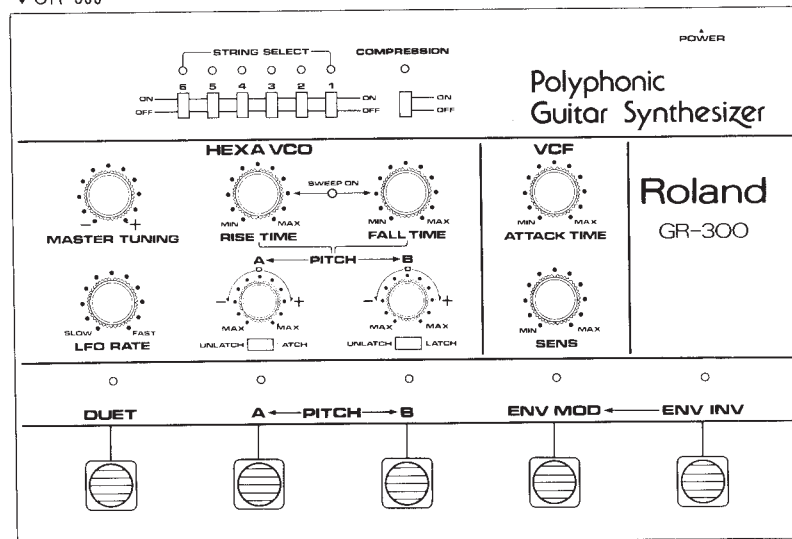 POWER
STRING SELECT COMPRESSION
6 5 4 3 2 1
ON ON ON
OFF OFF OFF
Polyphonic
Guitar Synthesizer
HEXA VCO VCF
SWEEP ON
- + MIN MAX MIN MAX MIN MAX
MASTER TUNING RISE TIME FALL TIME ATTACK TIME
Roland
GR-300
A PITCH B
- + - +
SLOW FAST MAX MAX MAX MAX MIN MAX
LFO RATE UNLATCH ATCH UNLATCH LATCH SENS
DUET A PITCH B ENV MOD ENV INV